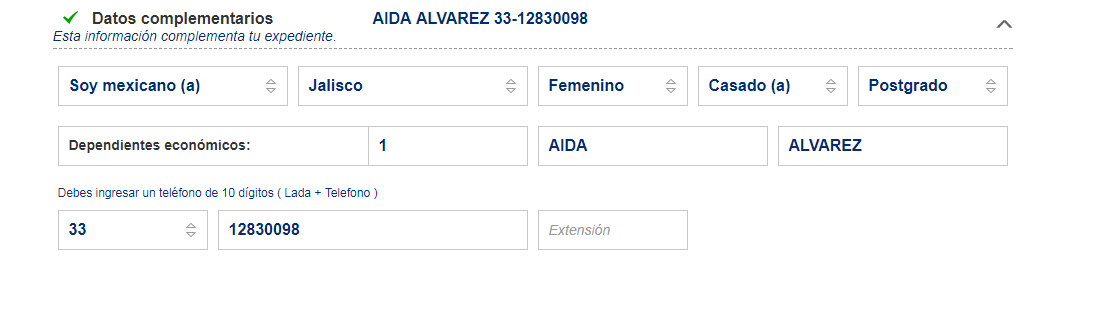 Datos complementarios AIDA ALVAREZ 33-12830098
Esta información complementa tu expediente.
Soy mexicano (a) Jalisco Femenino Casado (a) Postgrado
Dependientes económicos: 1 AIDA ALVAREZ
Debes ingresar un teléfono de 10 dígitos ( Lada + Telefono )
33 12830098 Extensión